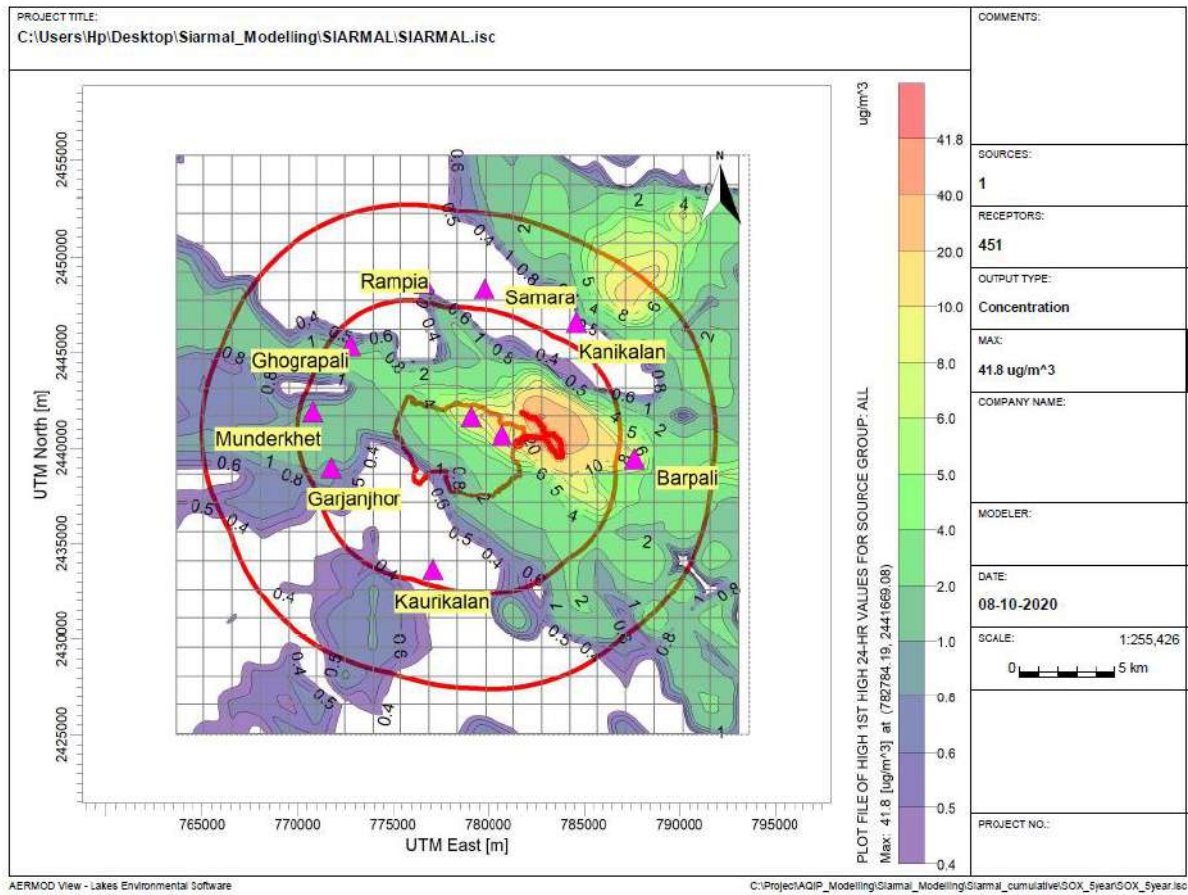 PROJECT TITLE:
C:\Users\Hp\Desktop\Siarmal_Modelling\SIARMAL\SIARMAL.isc
COMMENTS:
SOURCES:
1
RECEPTORS:
451
OUTPUT TYPE:
Concentration
MAX:
41.8 ug/m^3
COMPANY NAME:
MODELER:
DATE:
08-10-2020
SCALE:
1:255,426
0
5 km
PROJECT NO.:
ug/m^3
41.8
40.0
20.0
10.0
8.0
6.0
5.0
4.0
2.0
1.0
0.8
0.6
0.5
0.4
PLOT FILE OF HIGH 1ST HIGH 24-HR VALUES FOR SOURCE GROUP: ALL
Max: 41.8 [ug/m^3] at (782784.19, 2441669.08)
UTM North [m]
2455000
2450000
2445000
2440000
2435000
2430000
2425000
N
Rampia
Samara
Kanikalan
Ghograpali
Munderkhet
Garjanjhor
Barpali
Kaurikalan
765000
770000
775000
780000
785000
790000
795000
UTM East [m]
AERMOD View - Lakes Environmental Software
C:\Project\AQIP_Modelling\Siarmal_Modelling\Siarmal_cumulative\SOX_5year\SOX_5year.isc